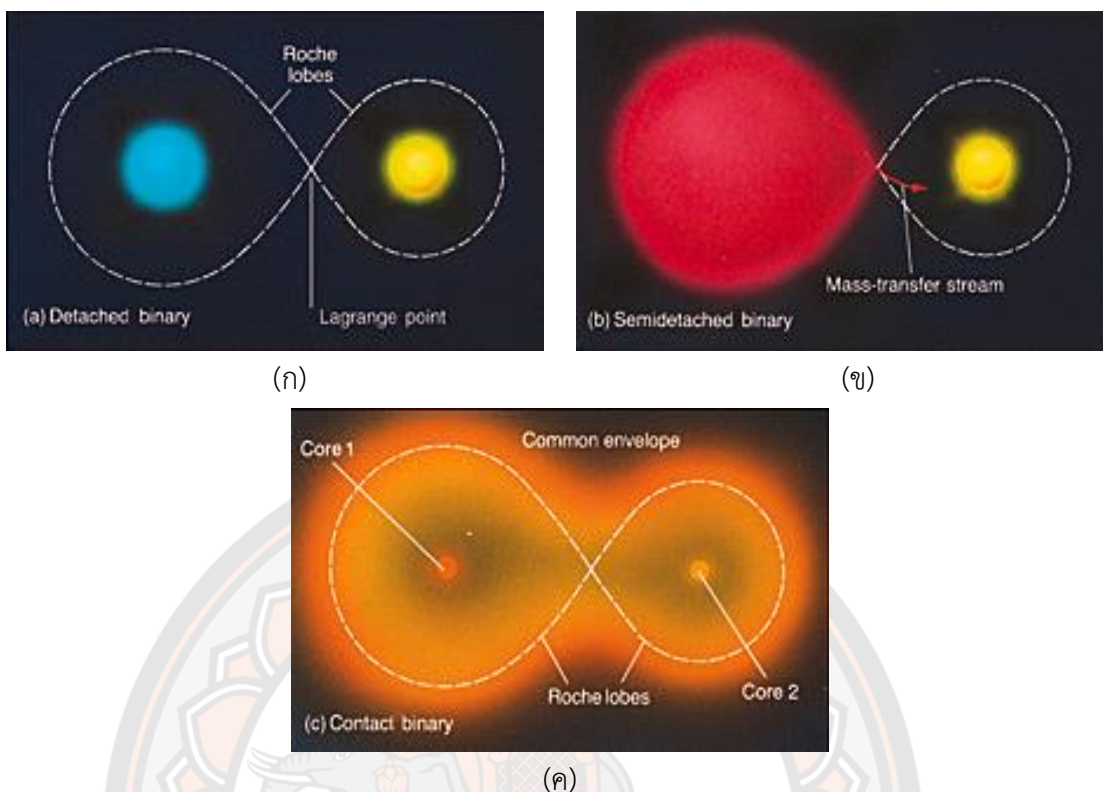 Roche
lobes
(a) Detached binary
Lagrange point
(ก)
Mass-transfer stream
(b) Semidetached binary
(ข)
Core 1
Common envelope
Roche lobes
Core 2
(c) Contact binary
(ค)